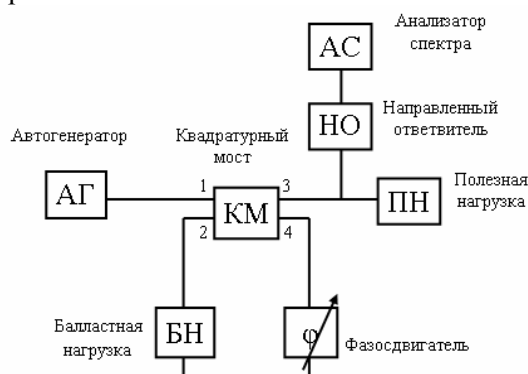 Анализатор
спектра
АС
Направленный
ответвитель
НО
Автогенератор
Квадратурный
мост
АГ
1
3
КМ
2
4
Полезная
нагрузка
ПН
Балластная
нагрузка
БН
φ
Фазосдвигатель